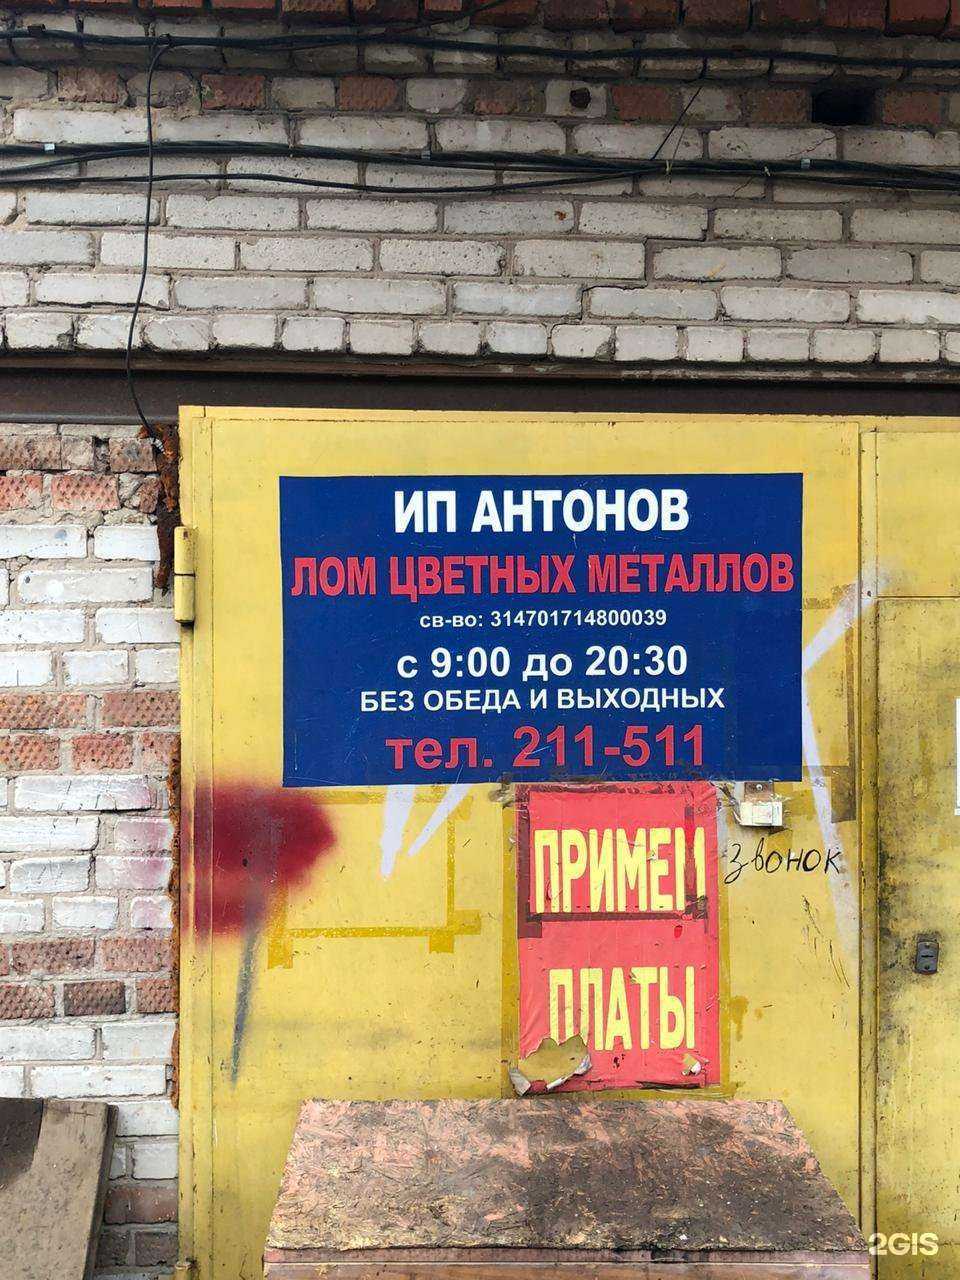 ИП АНТОНОВ
ЛОМ ЦВЕТНЫХ МЕТАЛЛОВ
св-во: 314701714800039
с 9:00 до 20:30
БЕЗ ОБЕДА И ВЫХОДНЫХ
тел. 211-511
ПРИМЕМ
звонок
ПЛАТЫ
2GIS